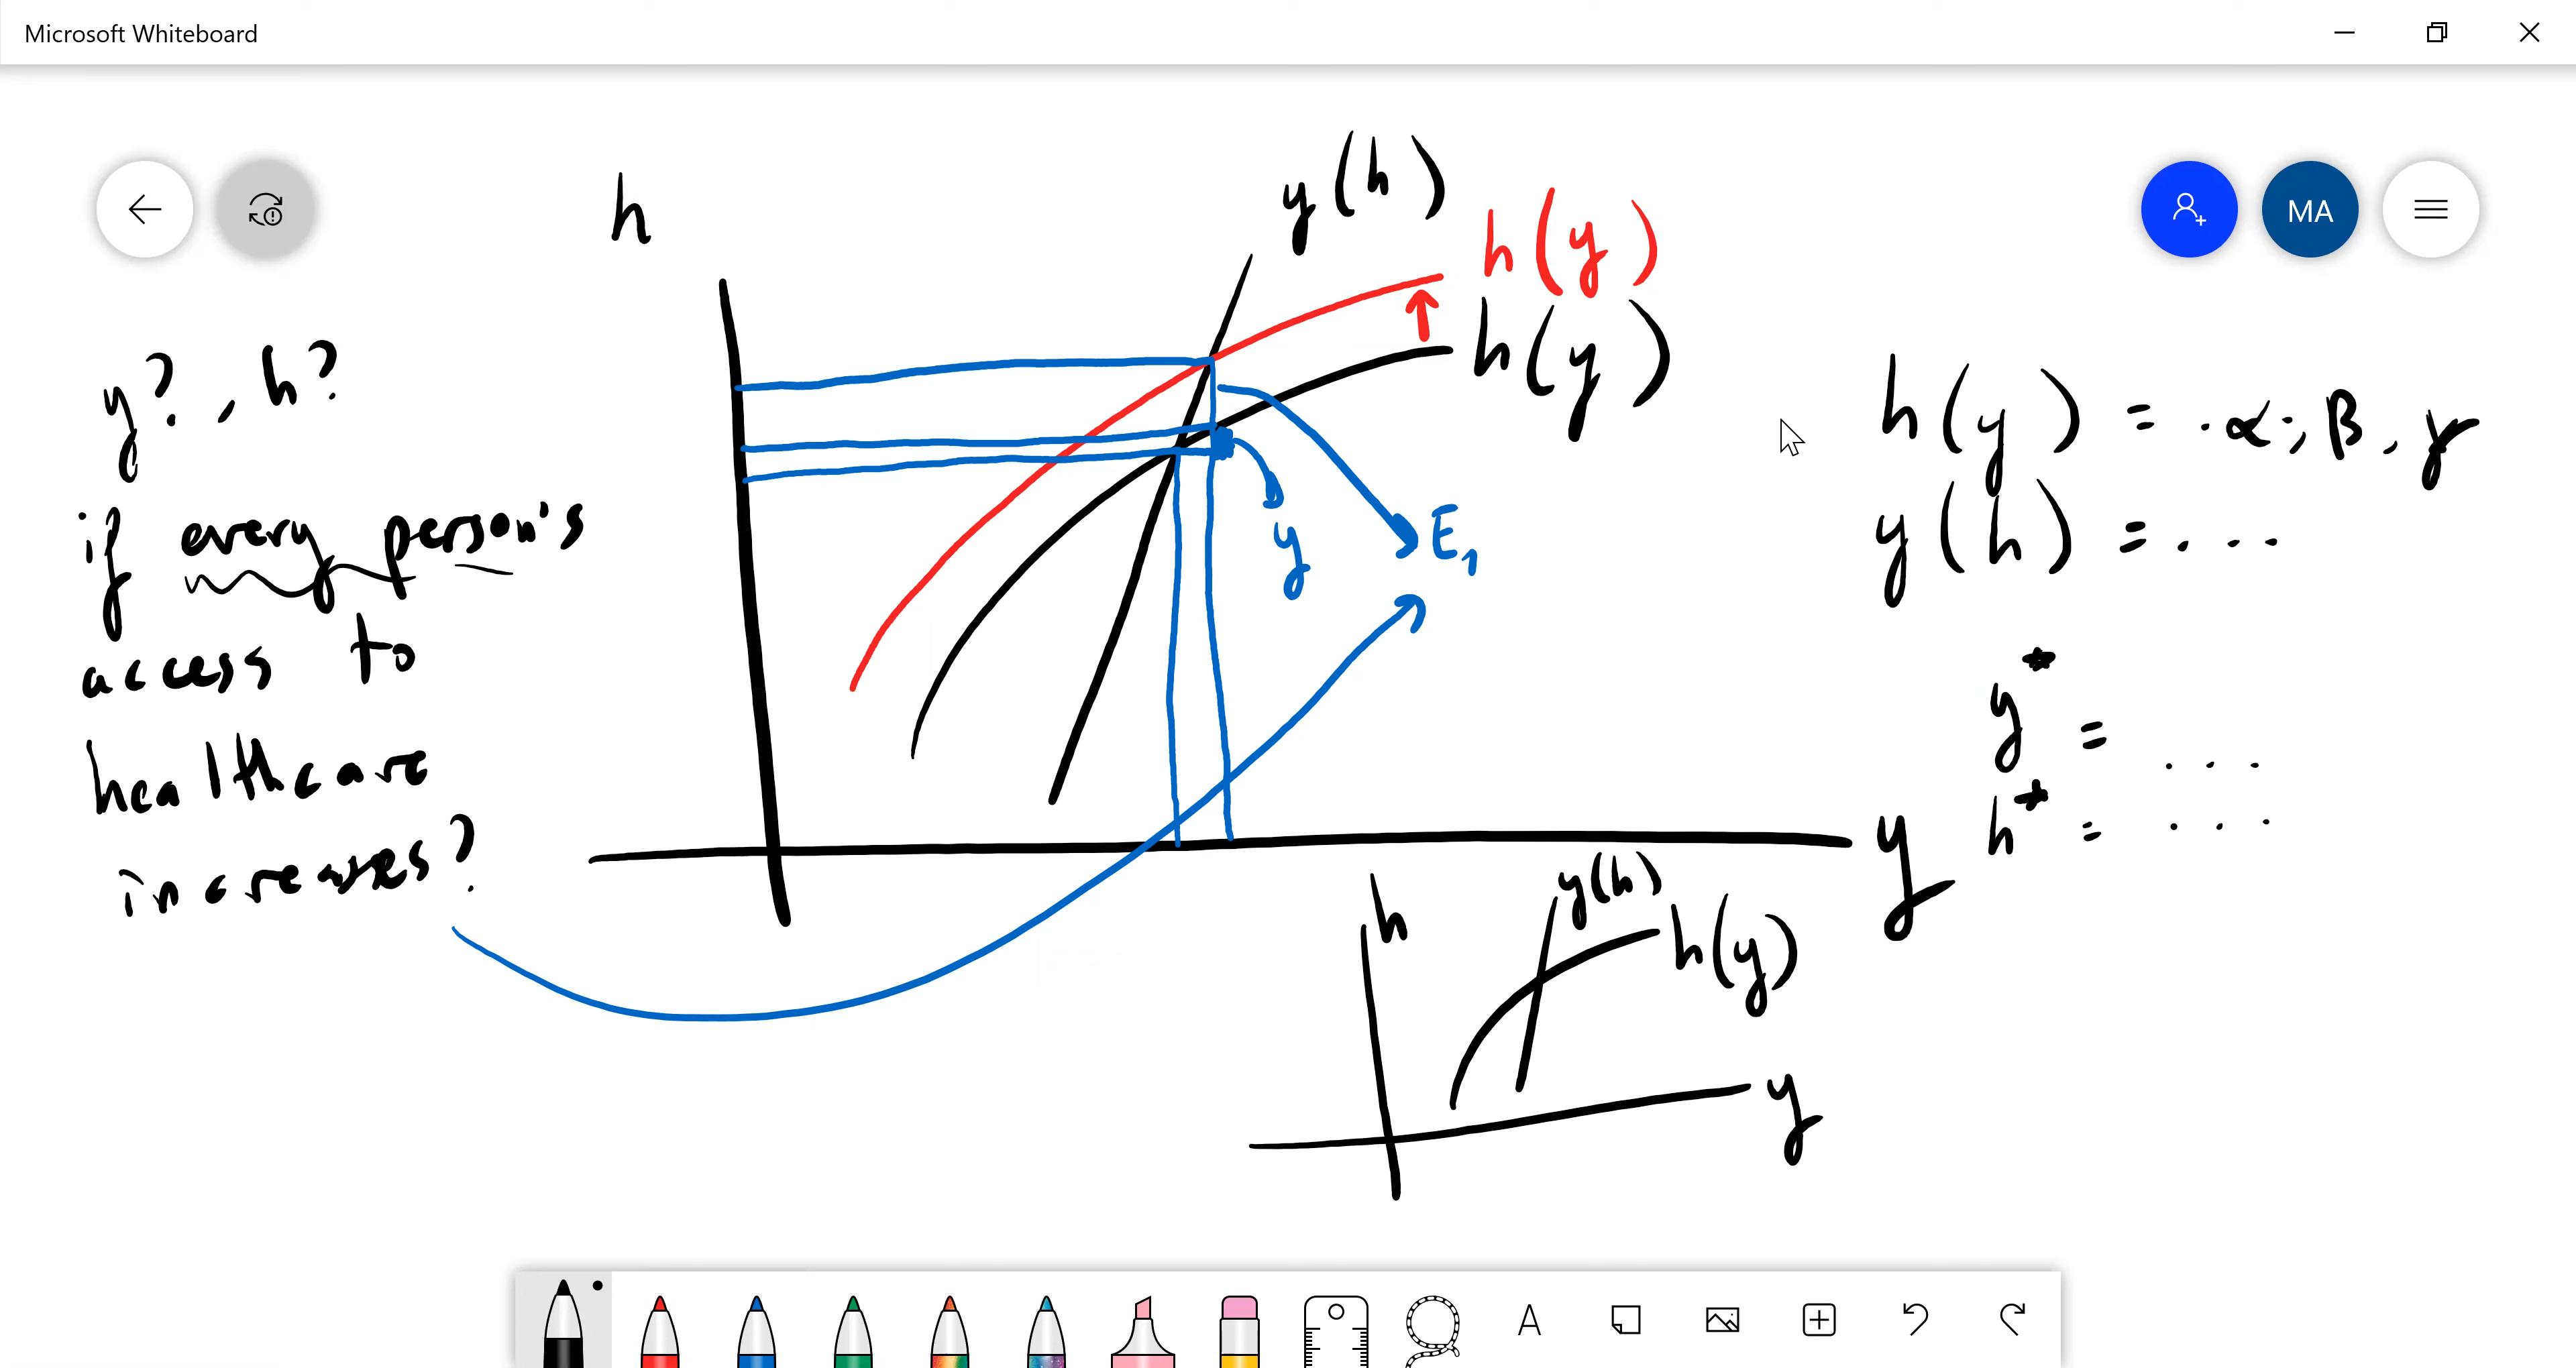 Microsoft Whiteboard
MA
h
y(h)
h(y)
h(y)
y?, h?
if every person's
access to
healthcare
increases?
y
E1
y
h(y) = .α., β, γ
y(h) = ....
y* = ...
h* = ...
h
y(h)
h(y)
y
A